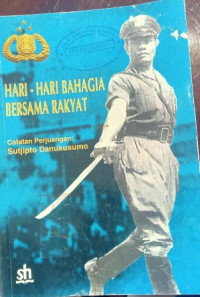 HARI - HARI BAHAGIA
BERSAMA RAKYAT
Catatan Perjuangan:
Sutjipto Danukusumo
sh